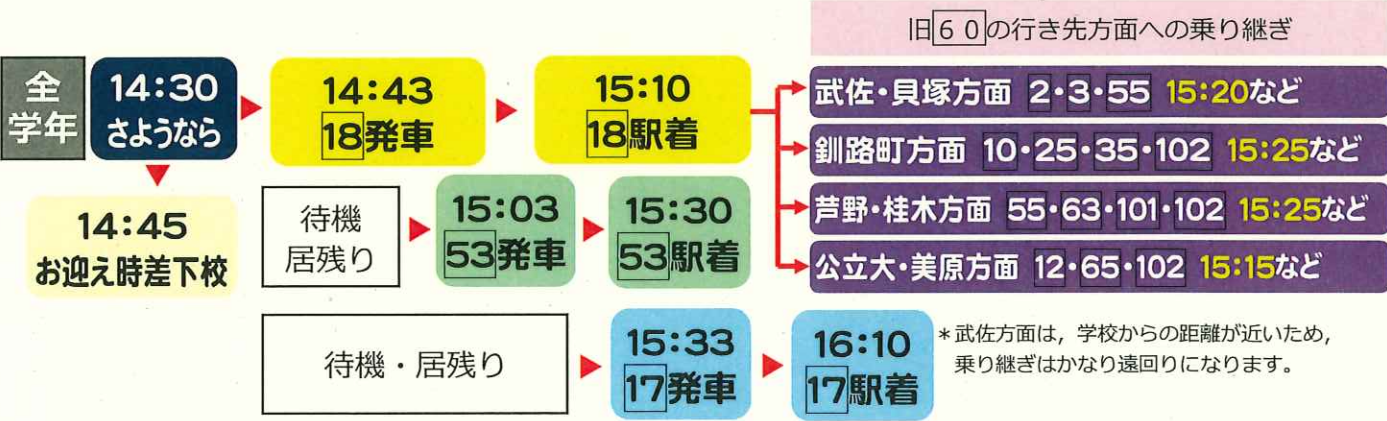 旧60の行き先方面への乗り継ぎ
全
学年
14:30
さようなら
14:43
18発車
15:10
18駅着
武佐・貝塚方面 2・3・55 15:20など
釧路町方面 10・25・35・102 15:25など
芦野・桂木方面 55・63・101・102 15:25など
公立大・美原方面 12・65・102 15:15など
14:45
お迎え時差下校
待機
居残り
15:03
53発車
15:30
53駅着
待機・居残り
15:33
17発車
16:10
17駅着
*武佐方面は，学校からの距離が近いため，
乗り継ぎはかなり遠回りになります。